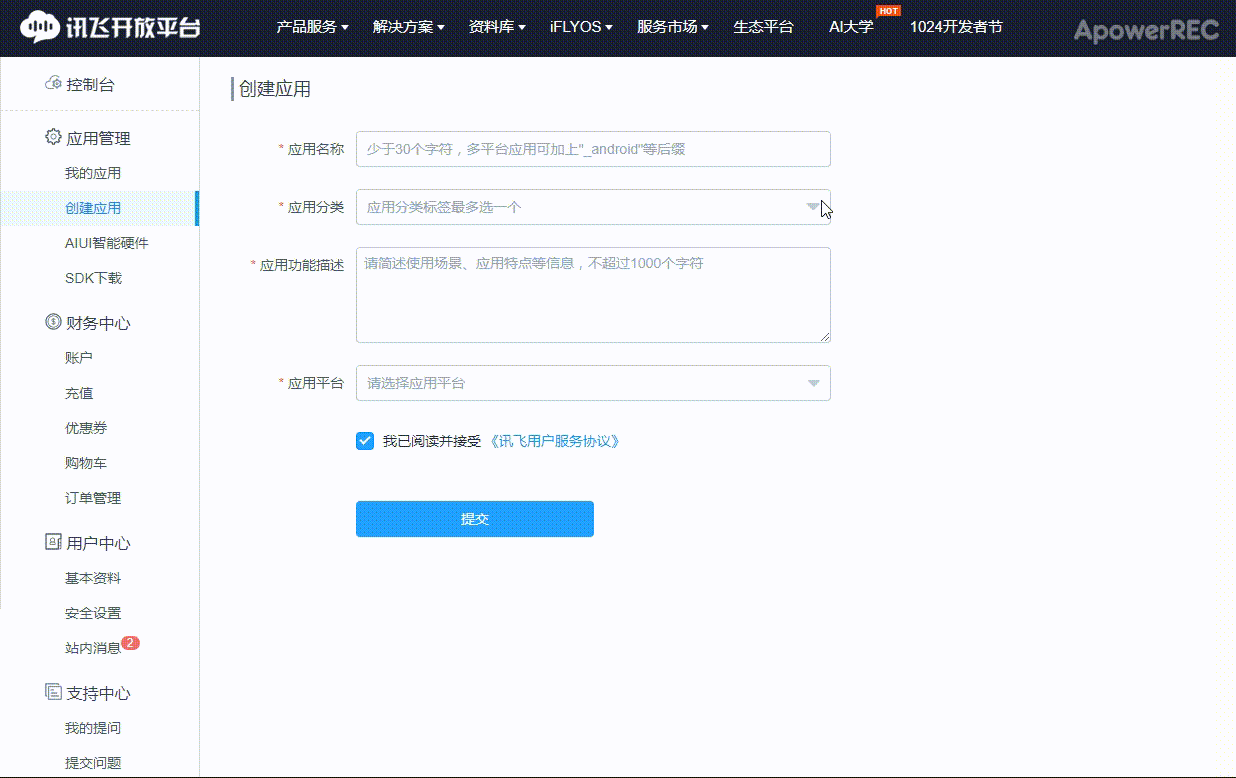 讯飞开放平台
产品服务 解决方案 资料库 iFLYOS 服务市场 生态平台 AI大学 HOT 1024开发者节
ApowerREC
控制台
应用管理
我的应用
创建应用
AIUI智能硬件
SDK下载
财务中心
账户
充值
优惠券
购物车
订单管理
用户中心
基本资料
安全设置
站内消息 2
支持中心
我的提问
提交问题
创建应用
* 应用名称 少于30个字符，多平台应用可加上"_android"等后缀
* 应用分类 应用分类标签最多选一个
* 应用功能描述 请简述使用场景、应用特点等信息，不超过1000个字符
* 应用平台 请选择应用平台
我已阅读并接受 《讯飞用户服务协议》
提交